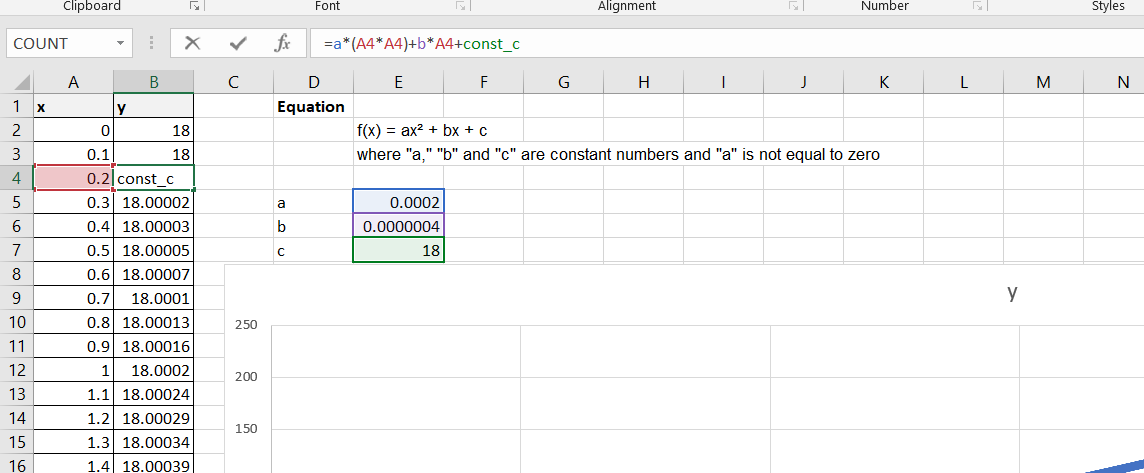 Clipboard Font Alignment Number Styles
COUNT =a*(A4*A4)+b*A4+const_c
A B C D E F G H I J K L M N
1 x y Equation
2 0 18 f(x) = ax² + bx + c
3 0.1 18 where "a," "b" and "c" are constant numbers and "a" is not equal to zero
4 0.2 const_c
5 0.3 18.00002 a 0.0002
6 0.4 18.00003 b 0.0000004
7 0.5 18.00005 c 18
8 0.6 18.00007
9 0.7 18.0001 y
10 0.8 18.00013 250
11 0.9 18.00016
12 1 18.0002 200
13 1.1 18.00024
14 1.2 18.00029 150
15 1.3 18.00034
16 1.4 18.00039